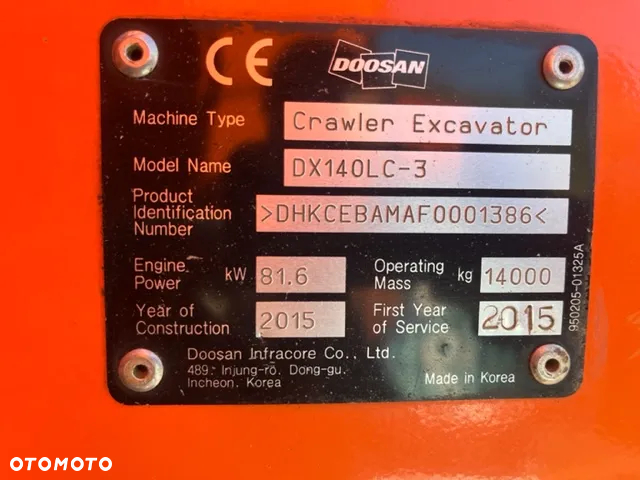 CE DOOSAN
Machine Type Crawler Excavator
Model Name DX140LC-3
Product
Identification >DHKCEBAMAF0001386<
Number
Engine Operating
Power kW 81.6 Mass kg 14000
Year of First Year
Construction 2015 of Service 2015
950205-01325A
Doosan Infracore Co., Ltd.
489, Injung-ro, Dong-gu,
Incheon, Korea Made in Korea
OTOMOTO